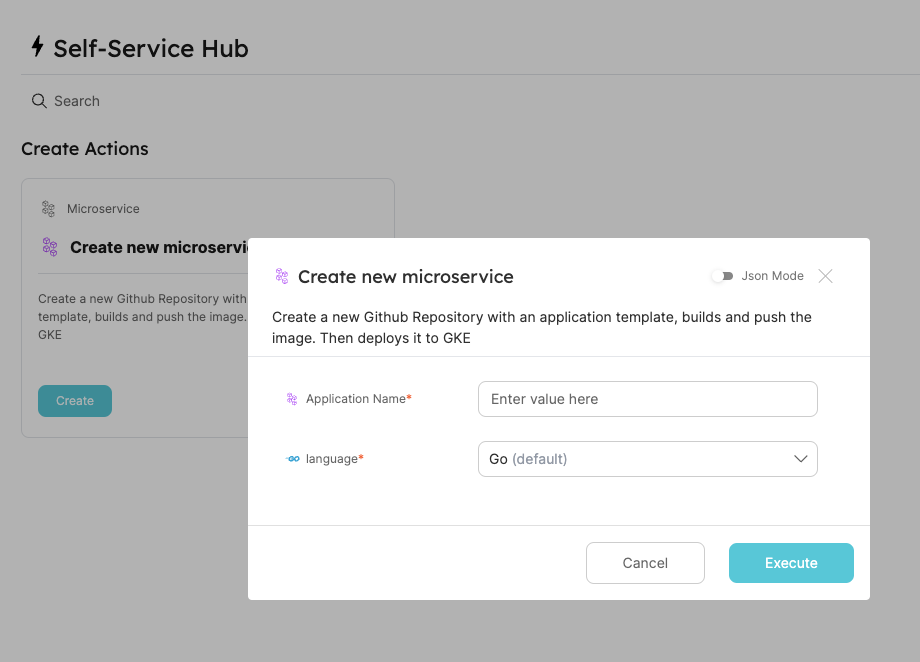 Self-Service Hub
Search
Create Actions
Microservice
Create new microservi
Create a new Github Repository with
template, builds and push the image.
GKE
Create
Create new microservice
Json Mode
Create a new Github Repository with an application template, builds and push the
image. Then deploys it to GKE
Application Name*
Enter value here
language*
Go (default)
Cancel
Execute